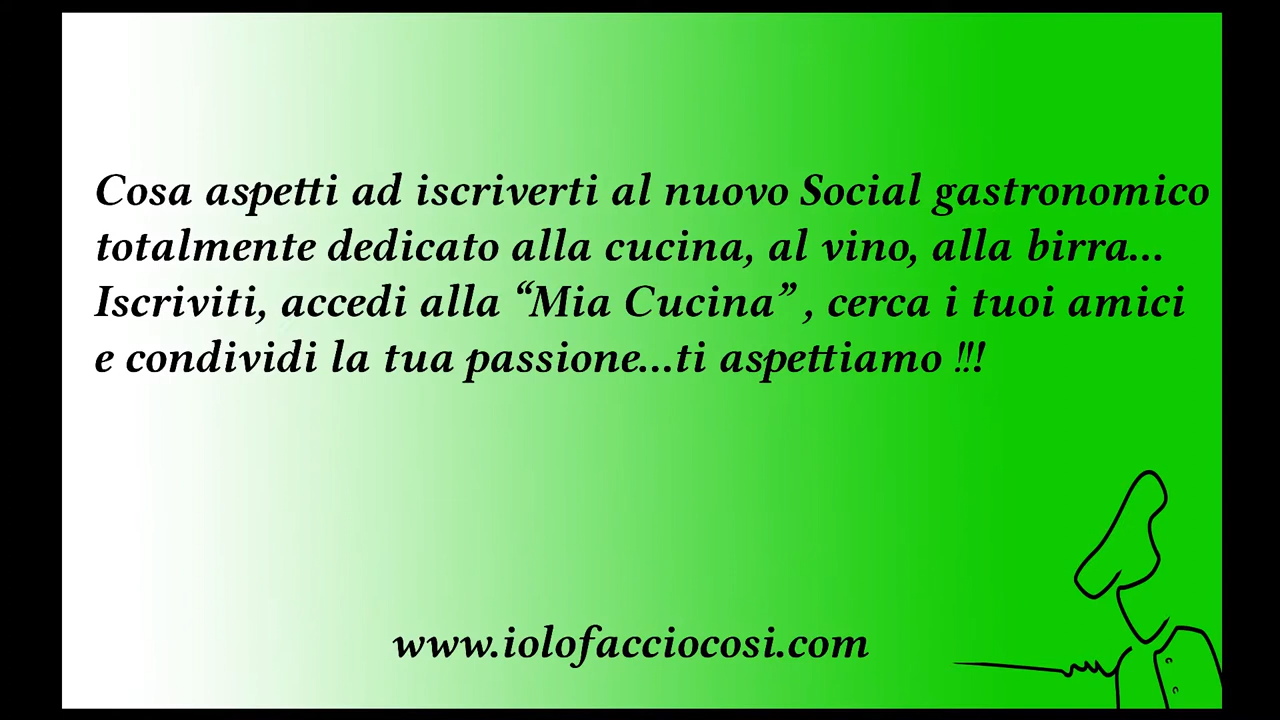 Cosa aspetti ad iscriverti al nuovo Social gastronomico
totalmente dedicato alla cucina, al vino, alla birra...
Iscriviti, accedi alla “Mia Cucina” , cerca i tuoi amici
e condividi la tua passione...ti aspettiamo !!!
www.iolofacciocosi.com